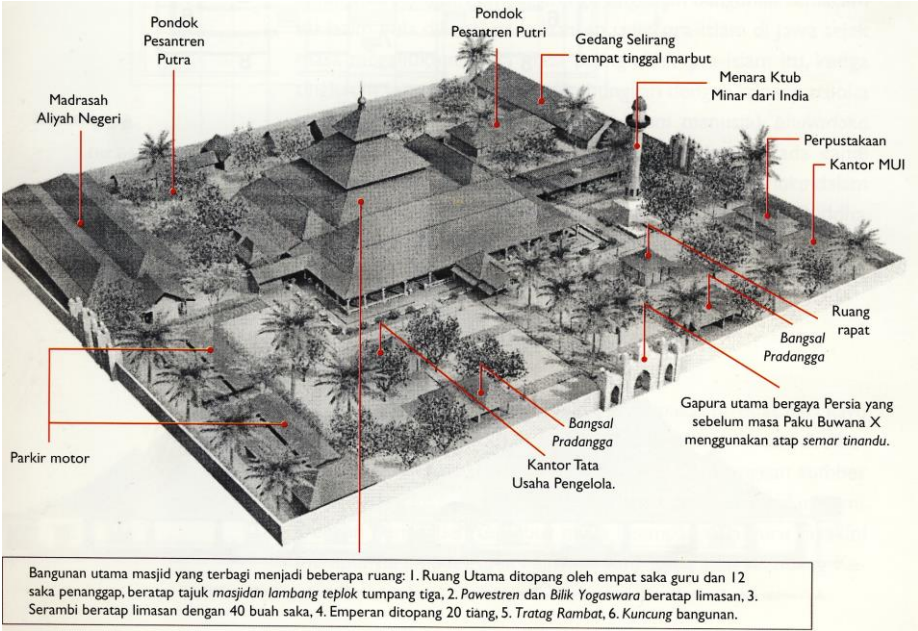 Pondok
Pesantren Putri
Pondok
Pesantren
Putra
Gedang Selirang
tempat tinggal marbut
Menara Ktub
Minar dari India
Madrasah
Aliyah Negeri
Perpustakaan
Kantor MUI
Ruang
rapat
Bangsal
Pradangga
Gapura utama bergaya Persia yang
sebelum masa Paku Buwana X
menggunakan atap semar tinandu.
Bangsal
Pradangga
Kantor Tata
Usaha Pengelola.
Parkir motor
Bangunan utama masjid yang terbagi menjadi beberapa ruang: 1. Ruang Utama ditopang oleh empat saka guru dan 12
saka penanggap, beratap tajuk masjidan lambang teplok tumpang tiga, 2. Pawestren dan Bilik Yogaswara beratap limasan, 3.
Serambi beratap limasan dengan 40 buah saka, 4. Emperan ditopang 20 tiang, 5. Tratag Rambat, 6. Kuncung bangunan.